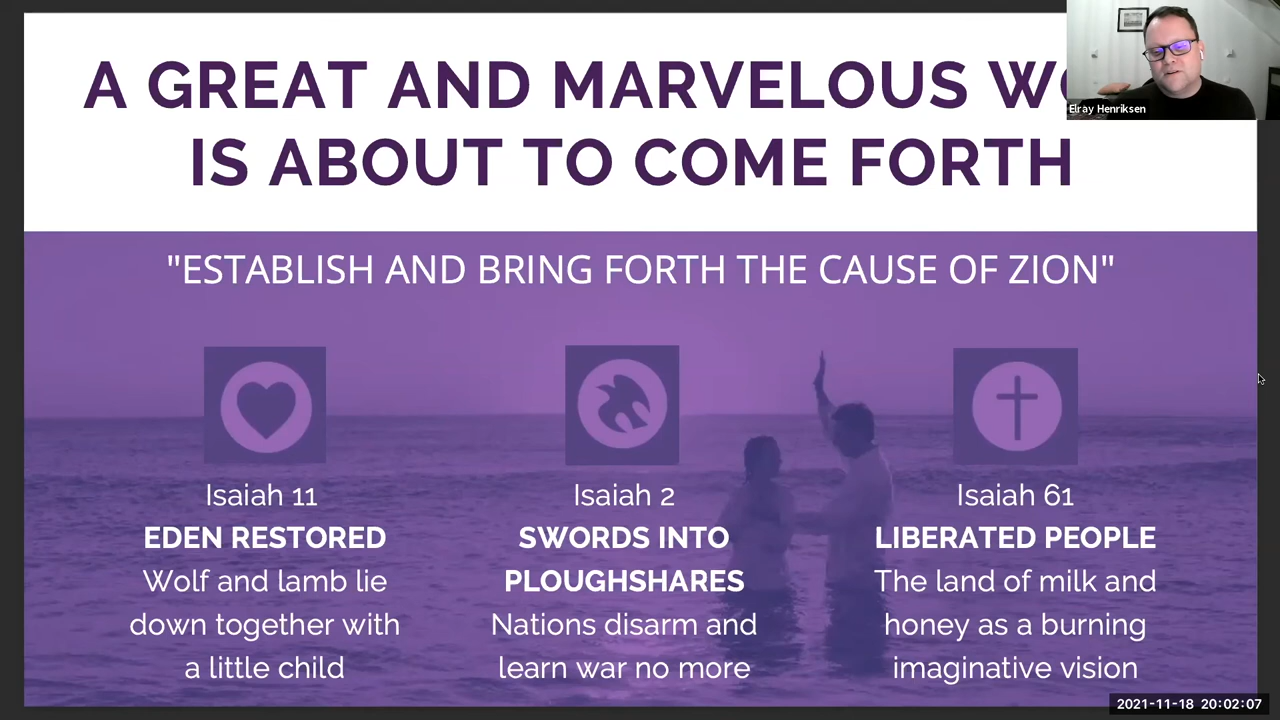 A GREAT AND MARVELOUS
IS ABOUT TO COME FORTH
Elray Henriksen
"ESTABLISH AND BRING FORTH THE CAUSE OF ZION"
Isaiah 11
EDEN RESTORED
Wolf and lamb lie
down together with
a little child
Isaiah 2
SWORDS INTO
PLOUGHSHARES
Nations disarm and
learn war no more
Isaiah 61
LIBERATED PEOPLE
The land of milk and
honey as a burning
imaginative vision
2021-11-18 20:02:07